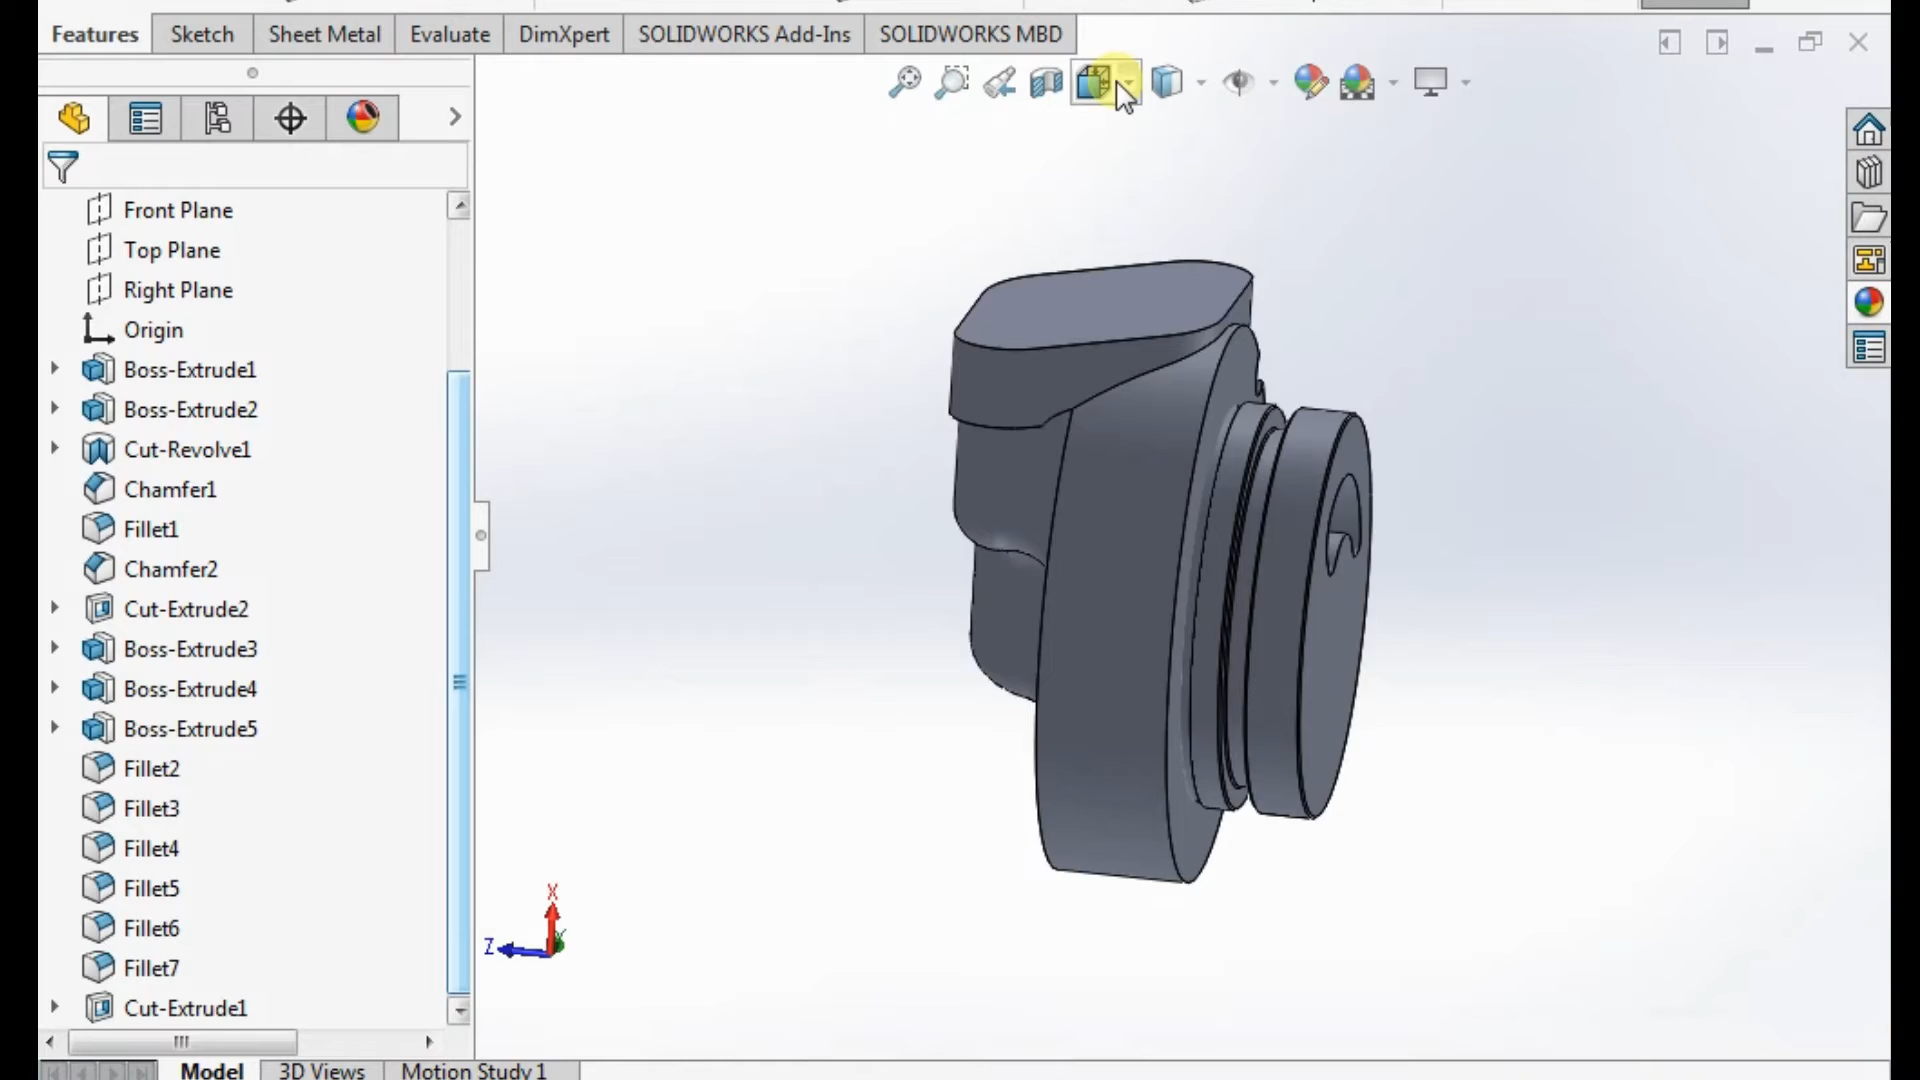 Features Sketch Sheet Metal Evaluate DimXpert SOLIDWORKS Add-Ins SOLIDWORKS MBD
Front Plane
Top Plane
Right Plane
Origin
Boss-Extrude1
Boss-Extrude2
Cut-Revolve1
Chamfer1
Fillet1
Chamfer2
Cut-Extrude2
Boss-Extrude3
Boss-Extrude4
Boss-Extrude5
Fillet2
Fillet3
Fillet4
Fillet5
Fillet6
Fillet7
Cut-Extrude1
X
Y
Z
Model 3D Views Motion Study 1